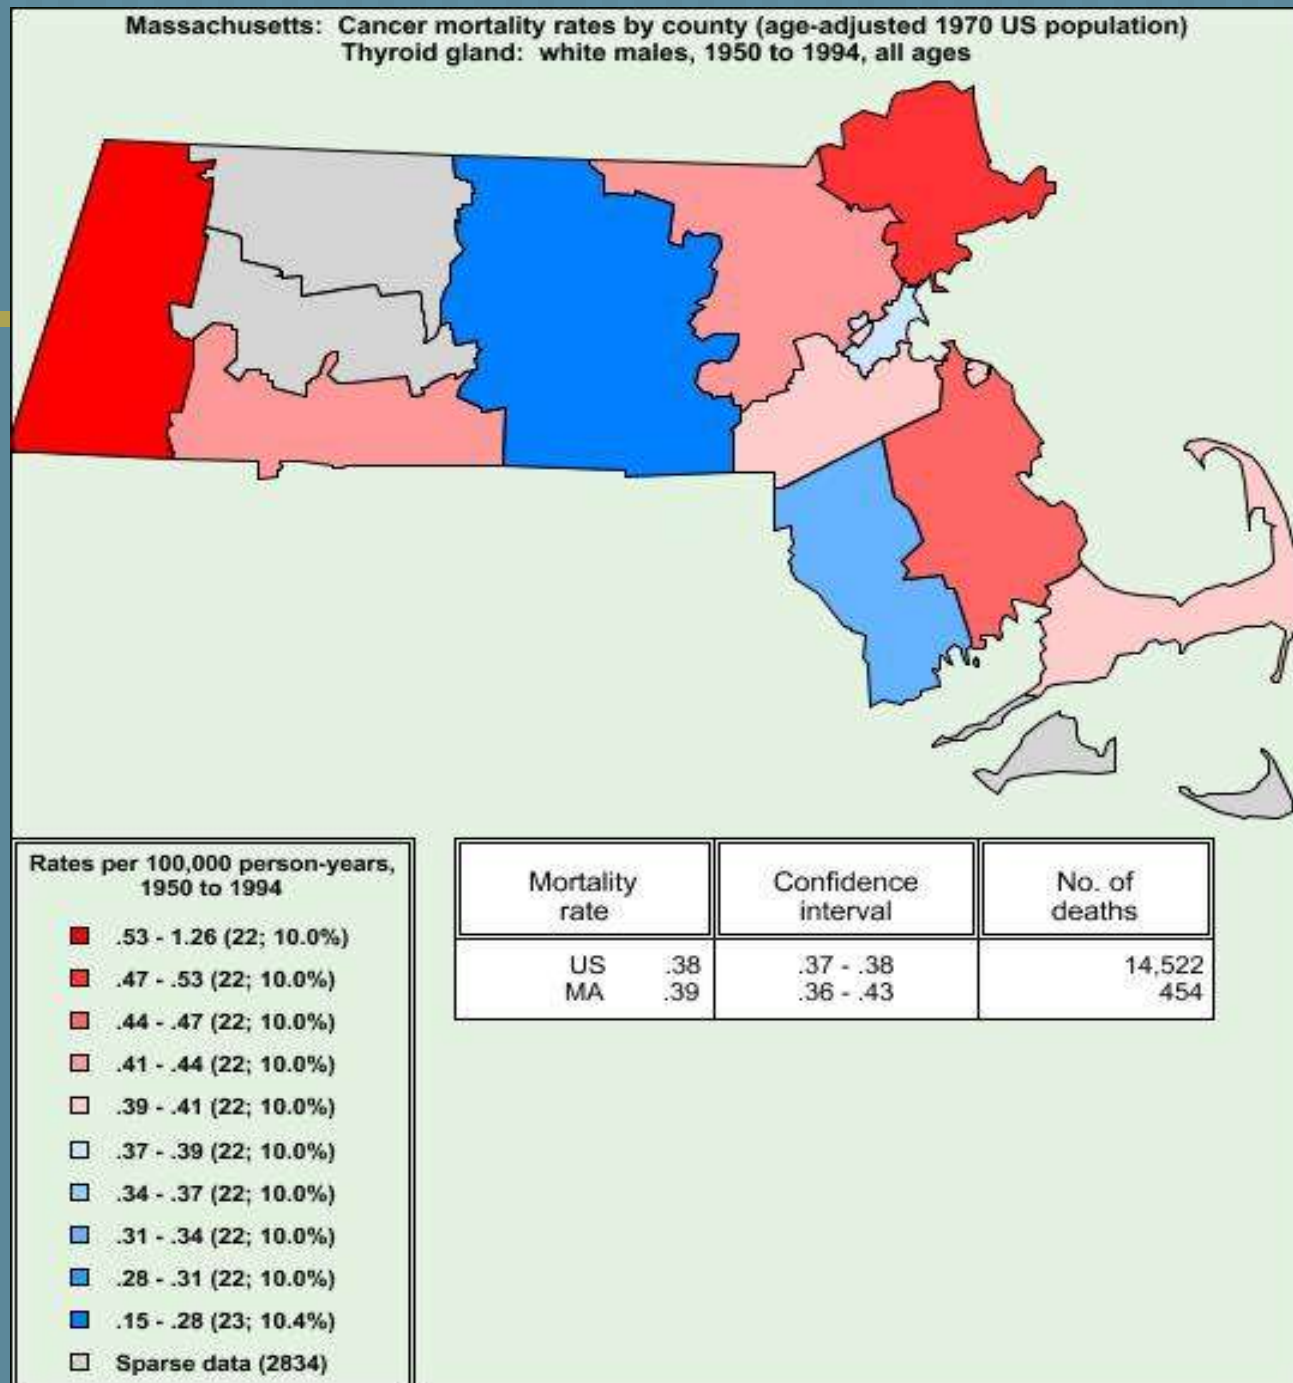 Massachusetts: Cancer mortality rates by county (age-adjusted 1970 US population)
Thyroid gland: white males, 1950 to 1994, all ages
Rates per 100,000 person-years,
1950 to 1994
.53 - 1.26 (22; 10.0%)
.47 - .53 (22; 10.0%)
.44 - .47 (22; 10.0%)
.41 - .44 (22; 10.0%)
.39 - .41 (22; 10.0%)
.37 - .39 (22; 10.0%)
.34 - .37 (22; 10.0%)
.31 - .34 (22; 10.0%)
.28 - .31 (22; 10.0%)
.15 - .28 (23; 10.4%)
Sparse data (2834)
Mortality Confidence No. of
rate interval deaths
US .38 .37 - .38 14,522
MA .39 .36 - .43 454